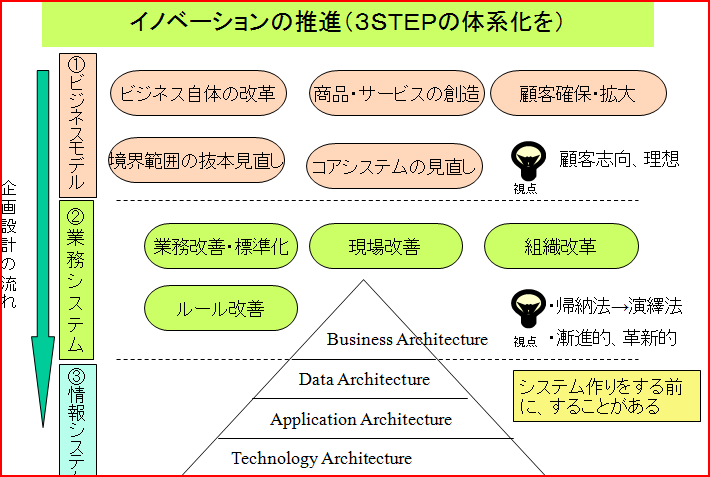 イノベーションの推進（３STEPの体系化を）
企画設計の流れ
①ビジネスモデル
ビジネス自体の改革
商品・サービスの創造
顧客確保・拡大
境界範囲の抜本見直し
コアシステムの見直し
視点
顧客志向、理想
②業務システム
業務改善・標準化
現場改善
組織改革
ルール改善
視点
・帰納法→演繹法
・漸進的、革新的
Business Architecture
③情報システ
Data Architecture
Application Architecture
Technology Architecture
システム作りをする前
に、することがある